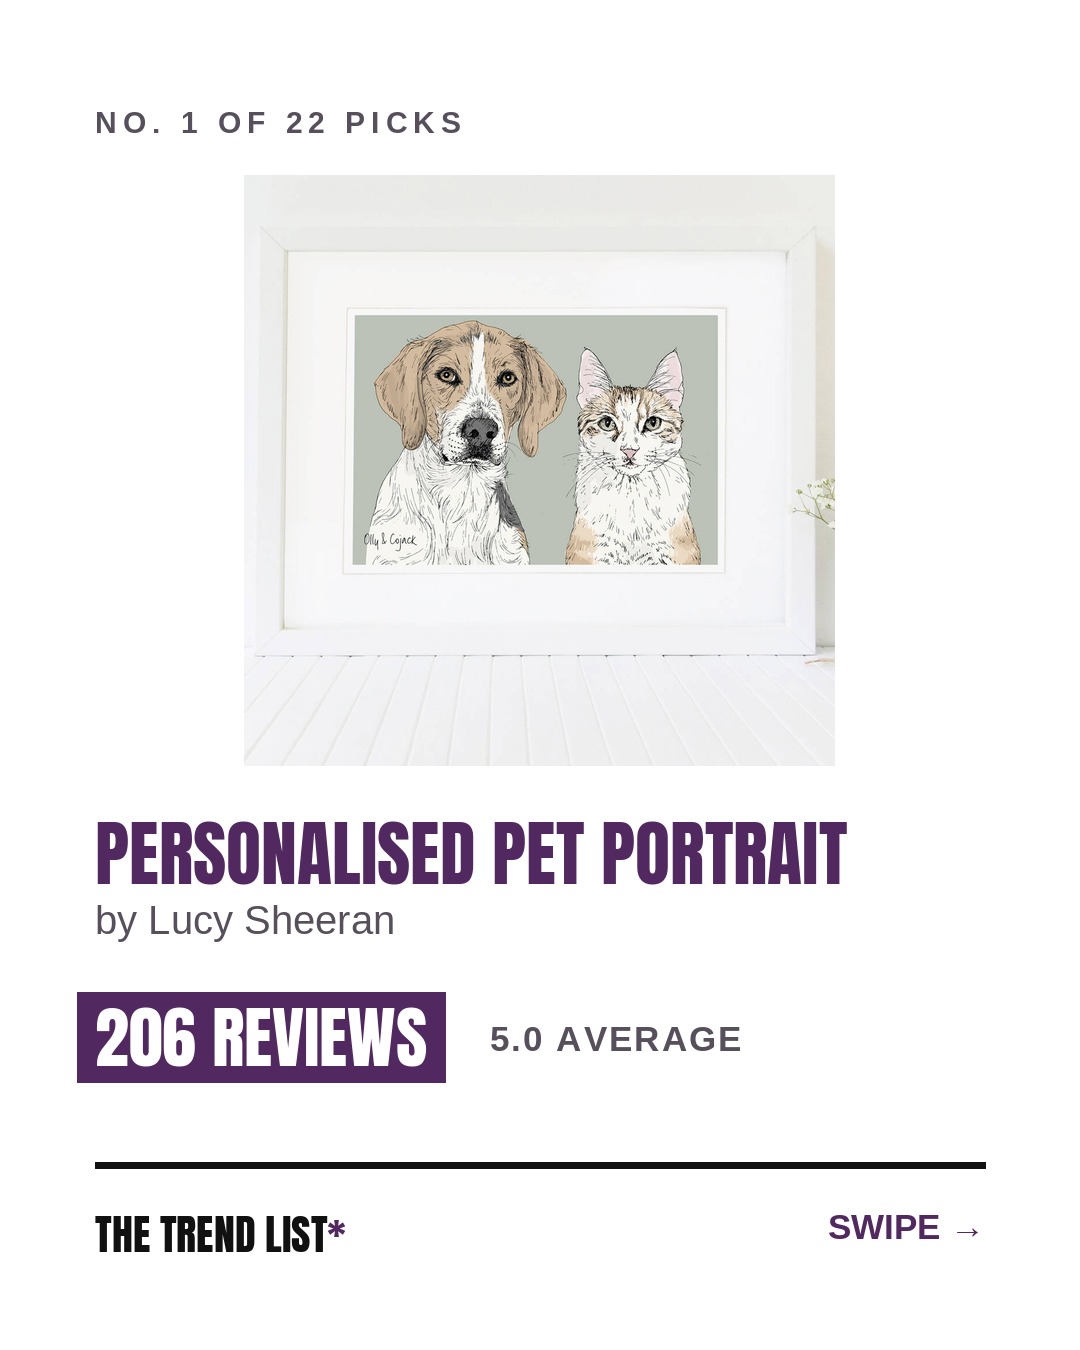 NO. 1 OF 22 PICKS
Olly & Cojack
PERSONALISED PET PORTRAIT
by Lucy Sheeran
206 REVIEWS
5.0 AVERAGE
THE TREND LIST*
SWIPE →